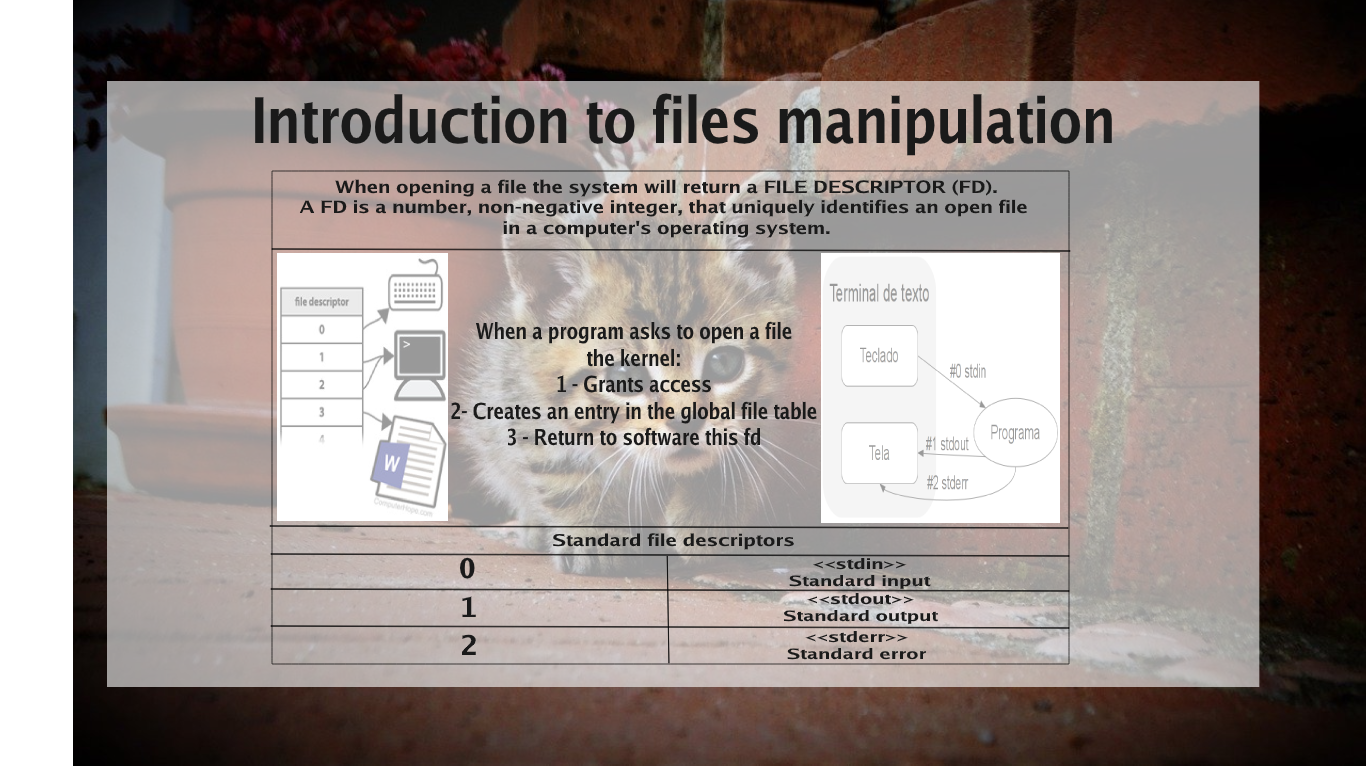 Introduction to files manipulation
When opening a file the system will return a FILE DESCRIPTOR (FD).
A FD is a number, non-negative integer, that uniquely identifies an open file
in a computer's operating system.
file descriptor
0
1
2
3
>
W
ComputerHope.com
When a program asks to open a file
the kernel:
1 - Grants access
2- Creates an entry in the global file table
3 - Return to software this fd
Terminal de texto
Teclado
#0 stdin
Programa
Tela
#1 stdout
#2 stderr
Standard file descriptors
0
<<stdin>>
Standard input
1
<<stdout>>
Standard output
2
<<stderr>>
Standard error